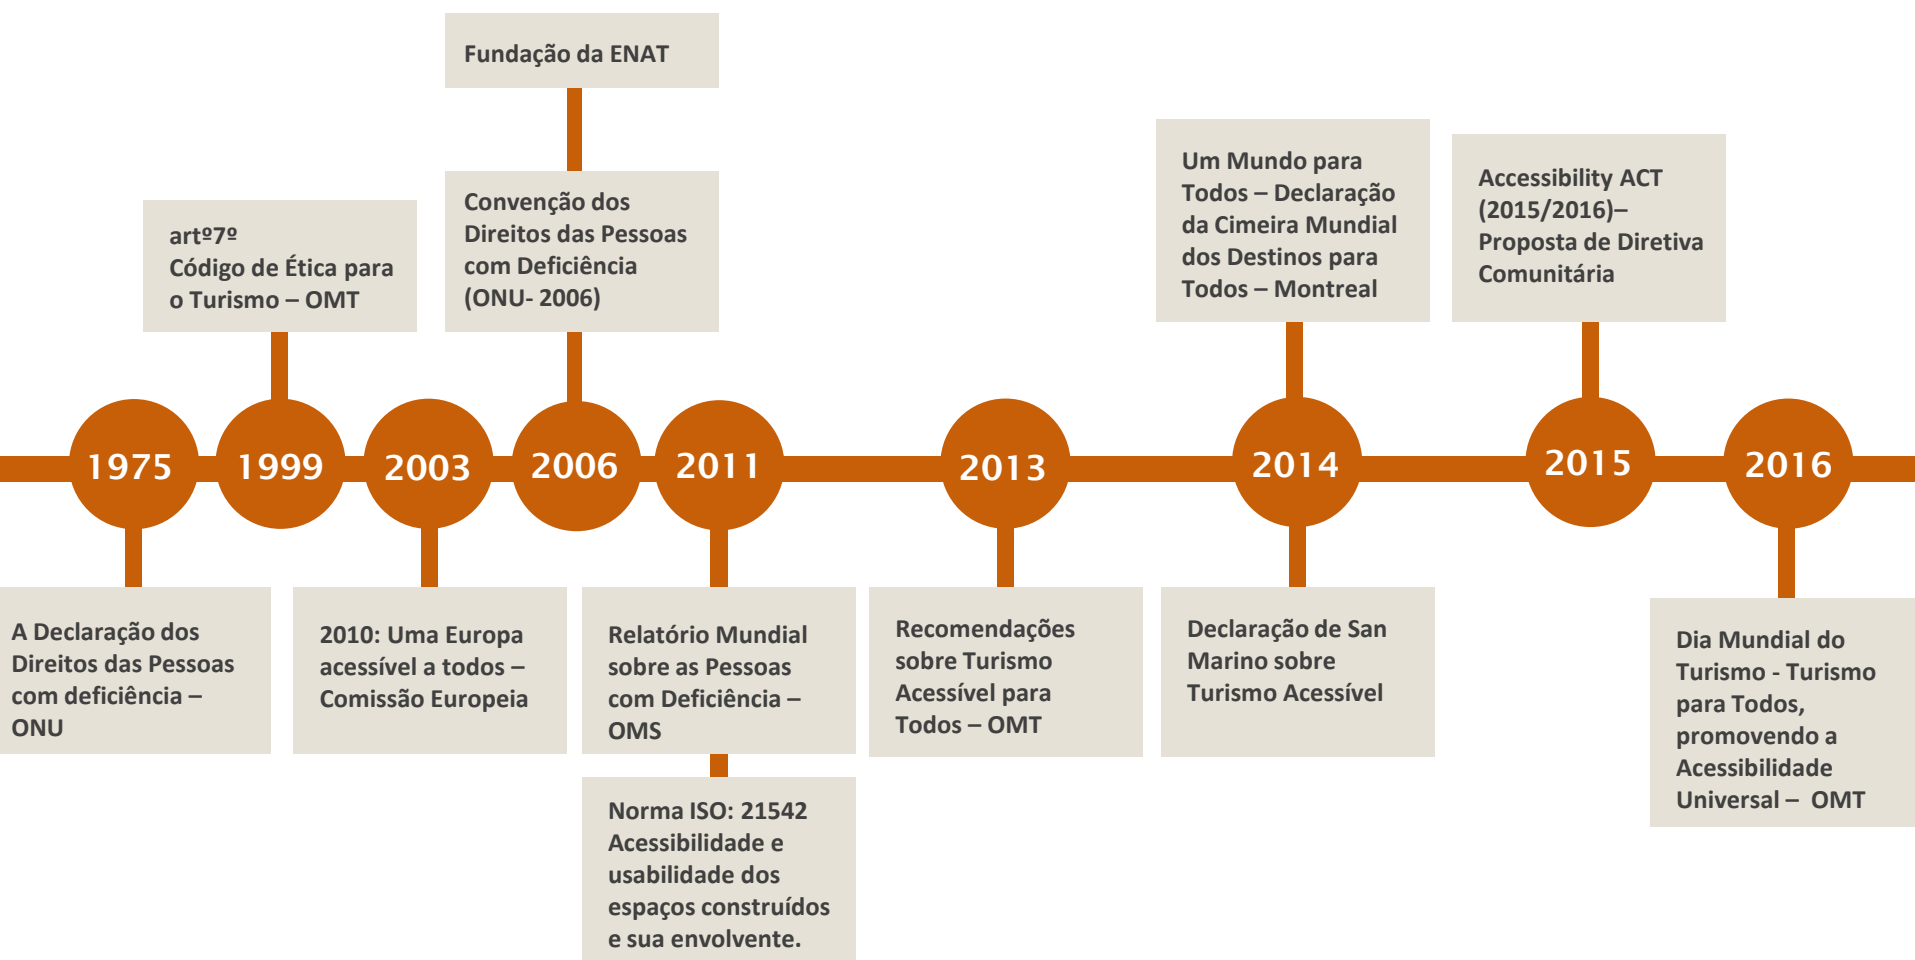 Fundação da ENAT
Convenção dos
Direitos das Pessoas
com Deficiência
(ONU- 2006)
artº7º
Código de Ética para
o Turismo – OMT
Um Mundo para
Todos – Declaração
da Cimeira Mundial
dos Destinos para
Todos – Montreal
Accessibility ACT
(2015/2016)–
Proposta de Diretiva
Comunitária
1975
1999
2003
2006
2011
2013
2014
2015
2016
A Declaração dos
Direitos das Pessoas
com deficiência –
ONU
2010: Uma Europa
acessível a todos –
Comissão Europeia
Relatório Mundial
sobre as Pessoas
com Deficiência –
OMS
Norma ISO: 21542
Acessibilidade e
usabilidade dos
espaços construídos
e sua envolvente.
Recomendações
sobre Turismo
Acessível para
Todos – OMT
Declaração de San
Marino sobre
Turismo Acessível
Dia Mundial do
Turismo - Turismo
para Todos,
promovendo a
Acessibilidade
Universal – OMT